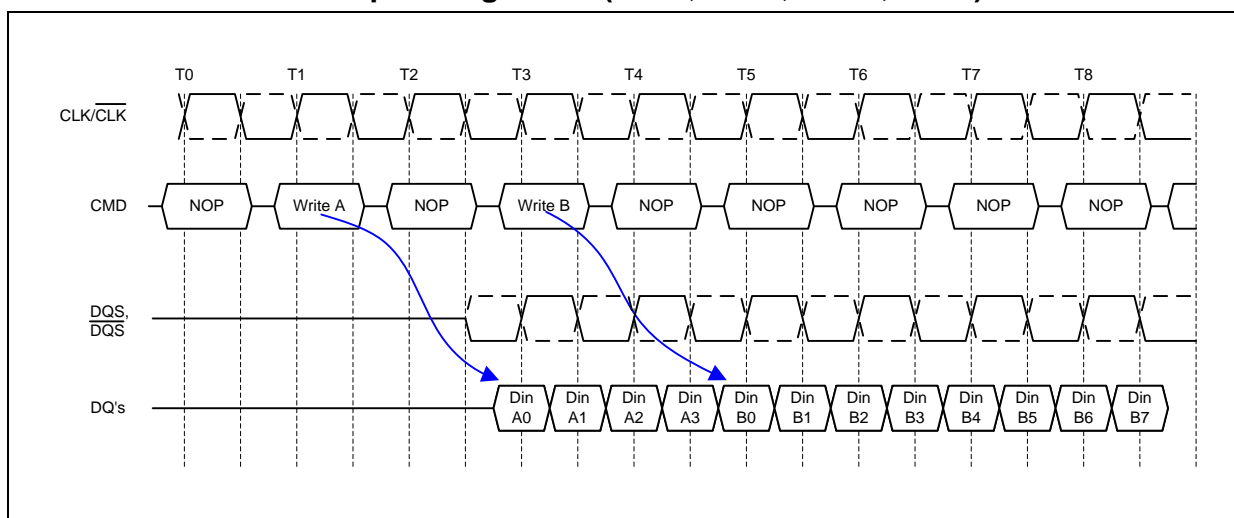 T0 T1 T2 T3 T4 T5 T6 T7 T8
CLK/CLK
CMD NOP Write A NOP Write B NOP NOP NOP NOP NOP
DQS,
DQS
DQ's Din A0 Din A1 Din A2 Din A3 Din B0 Din B1 Din B2 Din B3 Din B4 Din B5 Din B6 Din B7